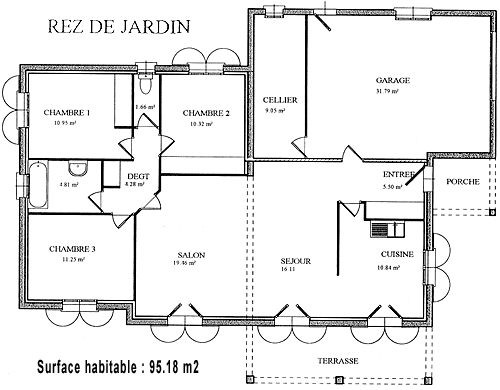 REZ DE JARDIN
GARAGE
31.79 m²
CELLIER
9.05 m²
CHAMBRE 1
10.95 m²
1.66 m²
CHAMBRE 2
10.32 m²
DEGT
4.28 m²
4.81 m²
ENTREE
5.50 m²
PORCHE
CHAMBRE 3
11.25 m²
SALON
19.46 m²
SEJOUR
16.11
CUISINE
10.84 m²
TERRASSE
Surface habitable : 95.18 m2